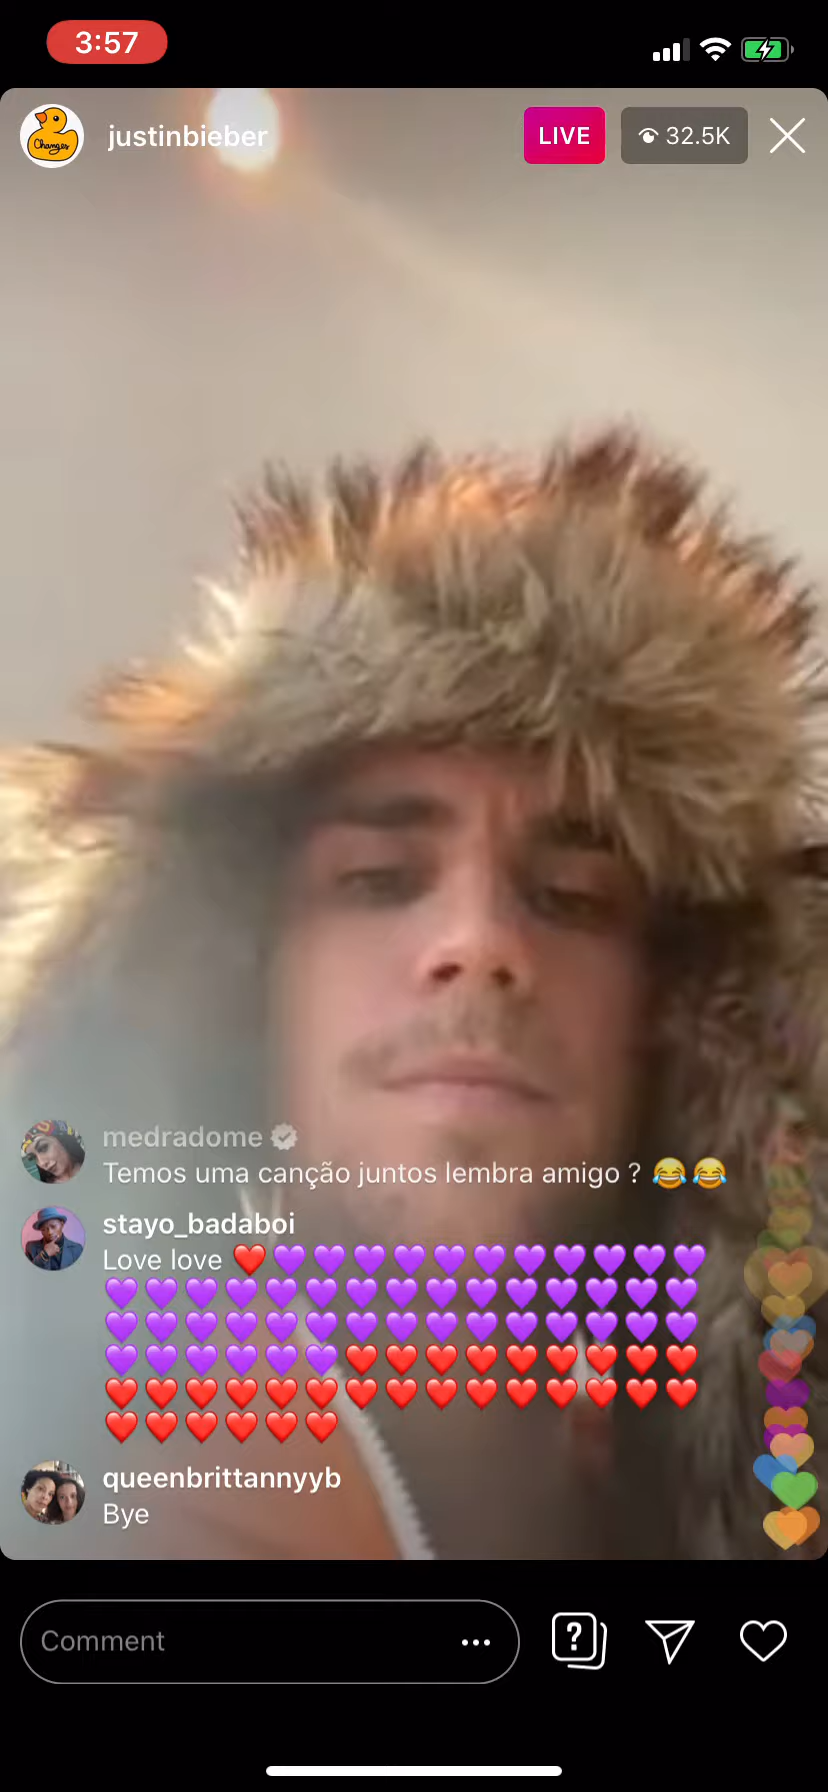 3:57
Changes
justinbieber
LIVE
32.5K
medradome
Temos uma canção juntos lembra amigo ? 😂😂
stayo_badaboi
Love love ❤️💜💜💜💜💜💜💜💜💜💜💜
💜💜💜💜💜💜💜💜💜💜💜💜💜💜💜
💜💜💜💜💜💜💜💜💜💜💜💜💜💜💜
💜💜💜💜💜💜❤️❤️❤️❤️❤️❤️❤️❤️❤️
❤️❤️❤️❤️❤️❤️❤️❤️❤️❤️❤️❤️❤️❤️❤️
❤️❤️❤️❤️❤️❤️
queenbrittannyyb
Bye
Comment
?